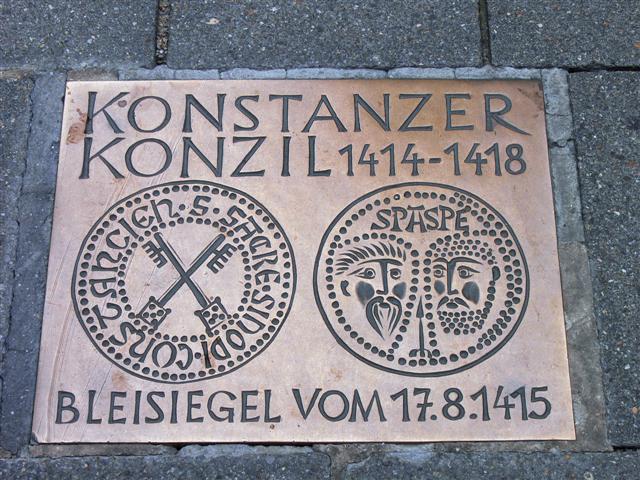 KONSTANZER
KONZIL 1414-1418
S. SACRE SINODI: CONSTANCIEN
SPASPE
BLEISIEGEL VOM 17.8.1415